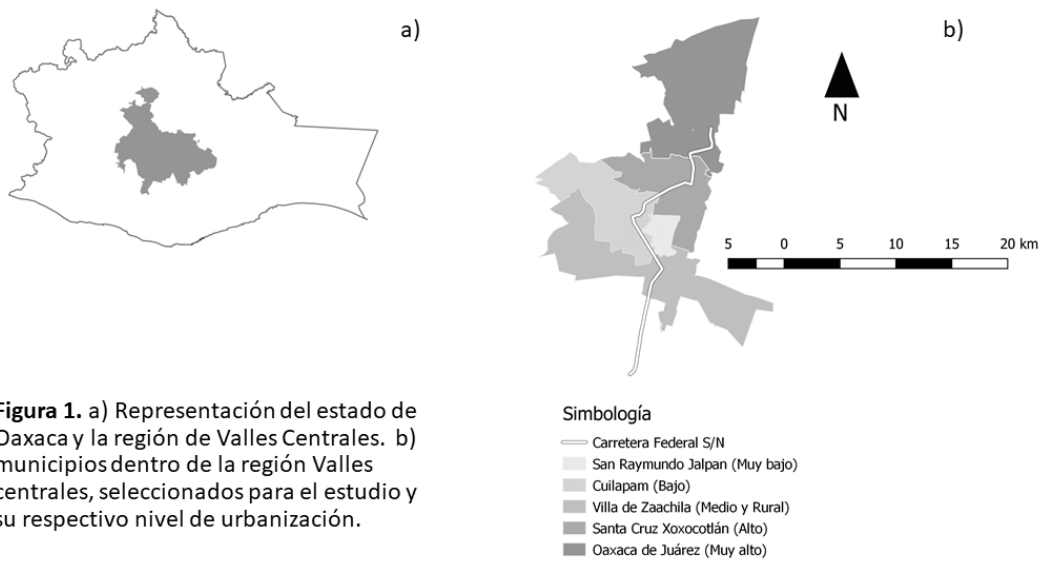 a)
b)
N
5 0 5 10 15 20 km
Figura 1. a) Representación del estado de
Oaxaca y la región de Valles Centrales. b)
municipios dentro de la región Valles
centrales, seleccionados para el estudio y
su respectivo nivel de urbanización.
Simbología
Carretera Federal S/N
San Raymundo Jalpan (Muy bajo)
Cuilapam (Bajo)
Villa de Zaachila (Medio y Rural)
Santa Cruz Xoxocotlán (Alto)
Oaxaca de Juárez (Muy alto)